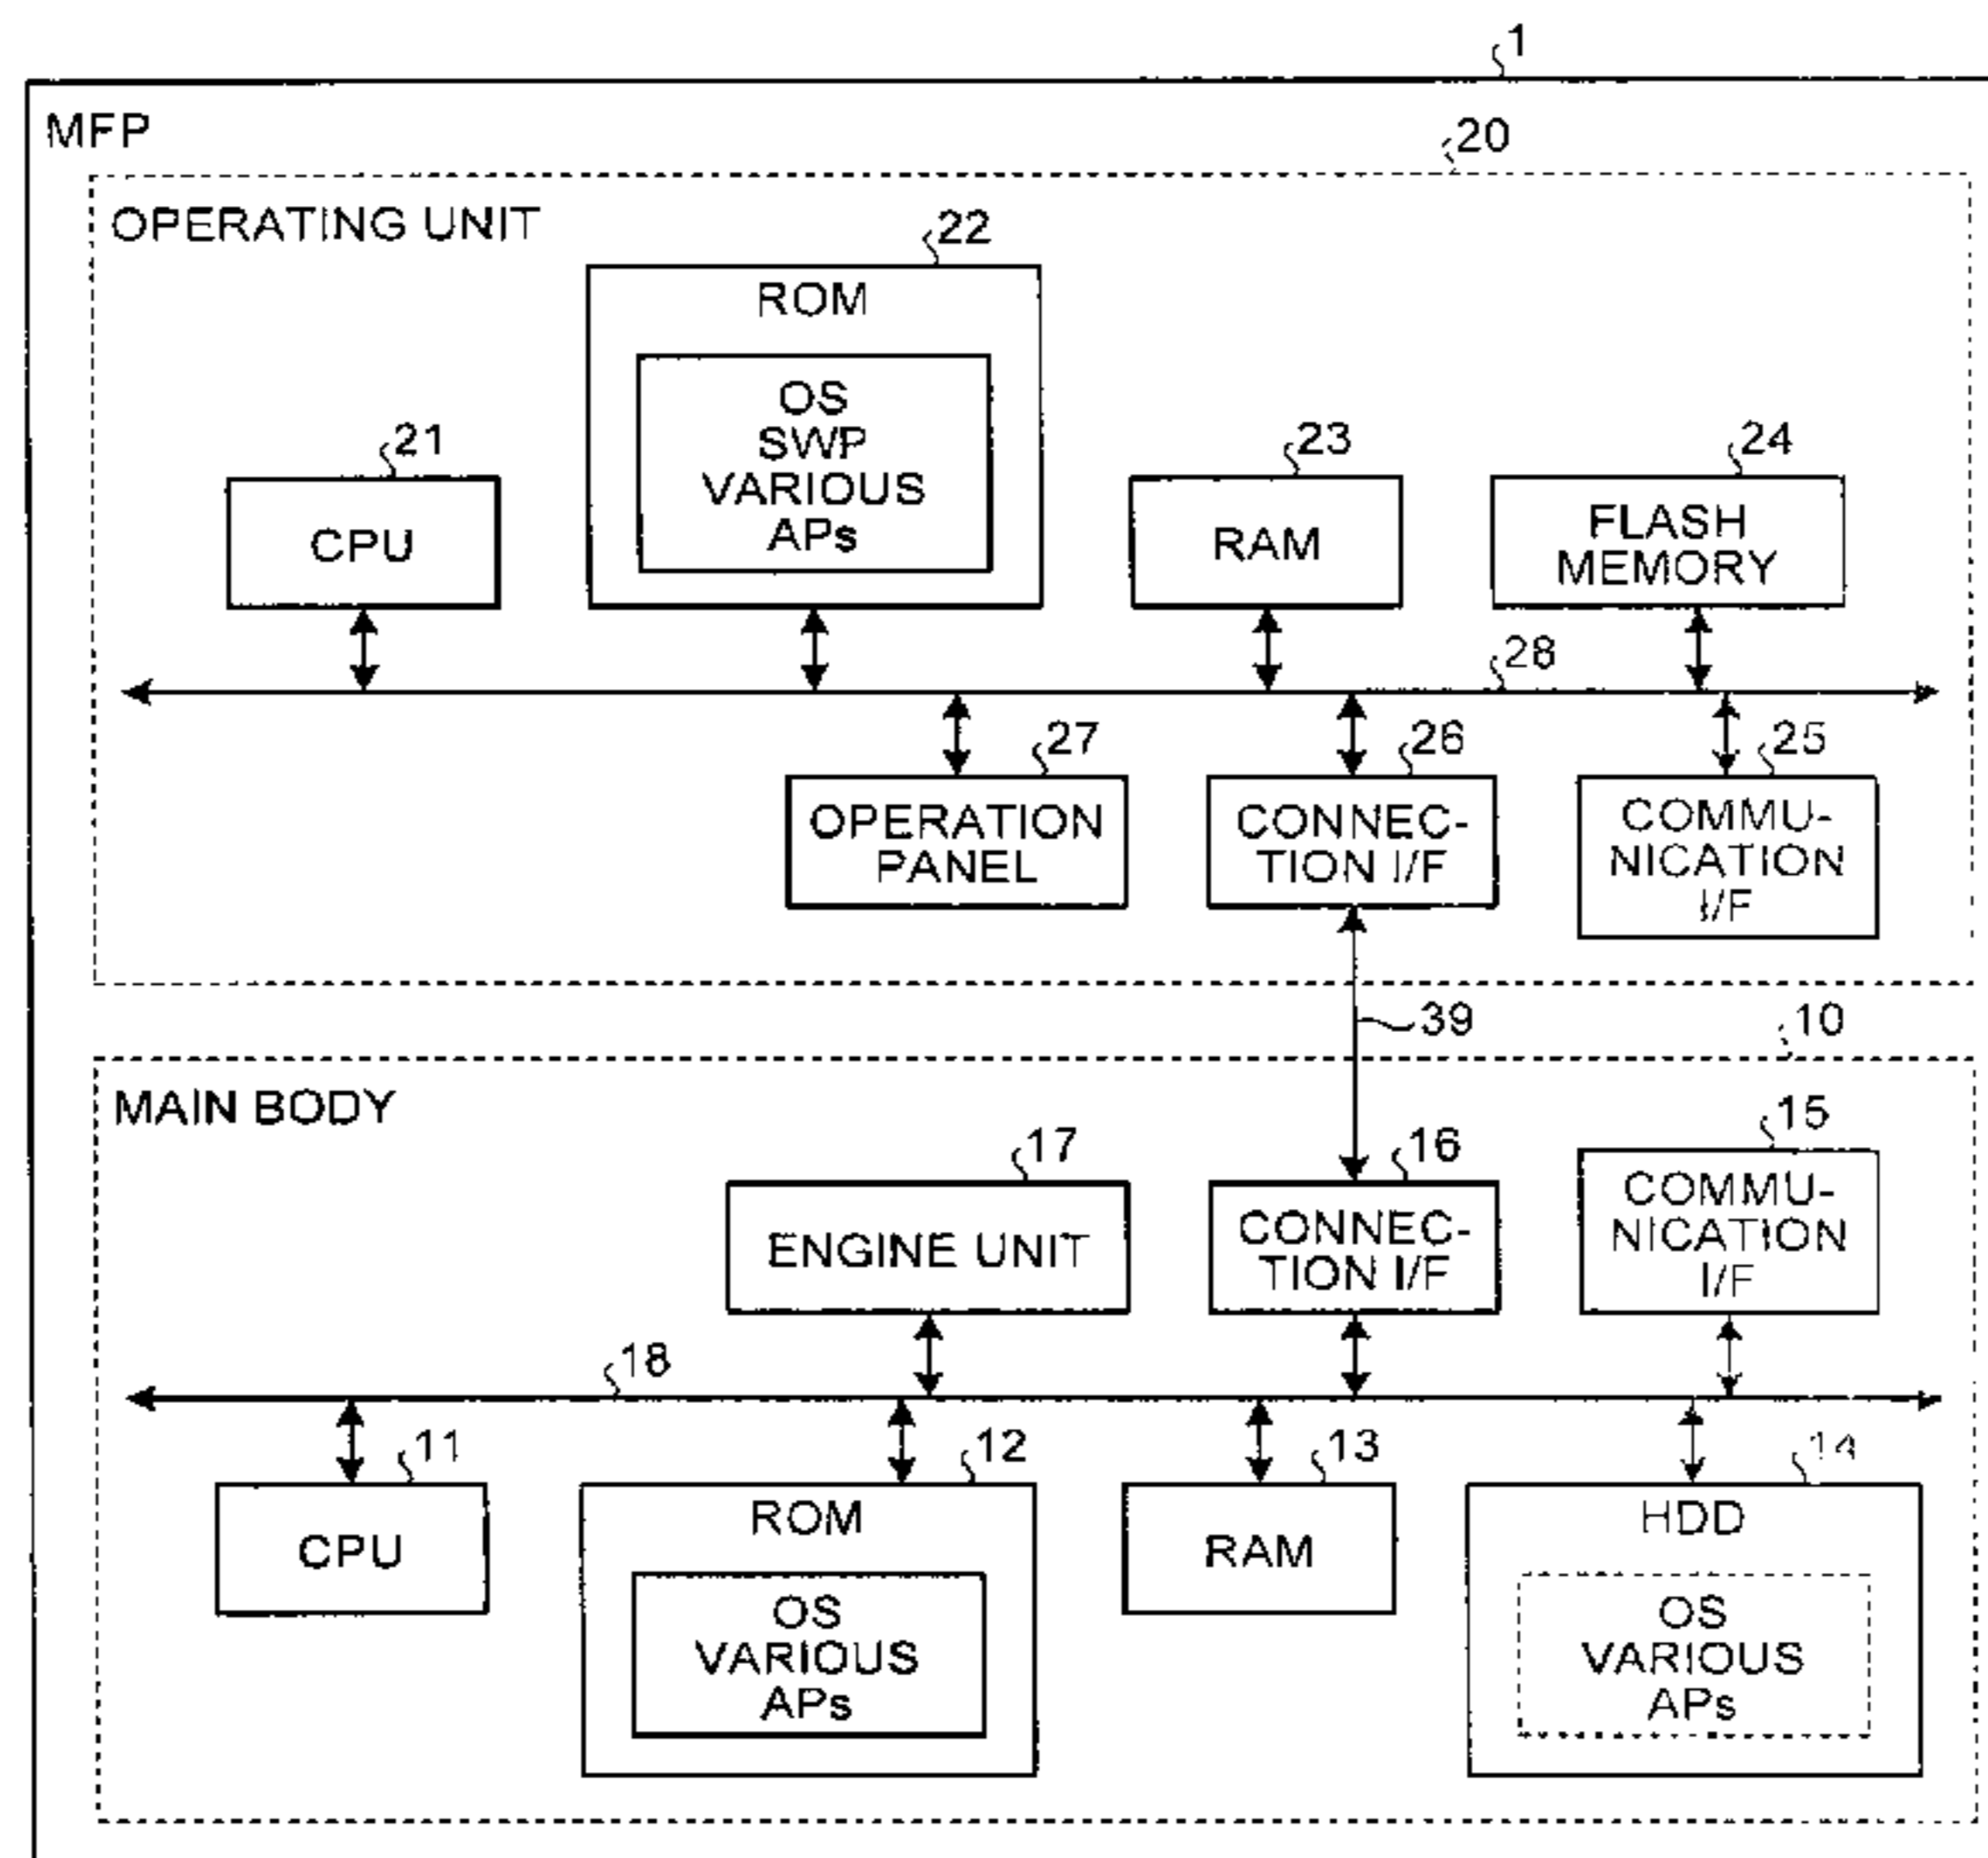 1
MFP
20
OPERATING UNIT
22
ROM
OS
SWP
VARIOUS
APs
21
CPU
23
RAM
24
FLASH
MEMORY
28
27
OPERATION
PANEL
26
CONNEC-
TION I/F
25
COMMU-
NICATION
I/F
39
10
MAIN BODY
17
ENGINE UNIT
16
CONNEC-
TION I/F
15
COMMU-
NICATION
I/F
18
11
CPU
12
ROM
OS
VARIOUS
APs
13
RAM
14
HDD
OS
VARIOUS
APs